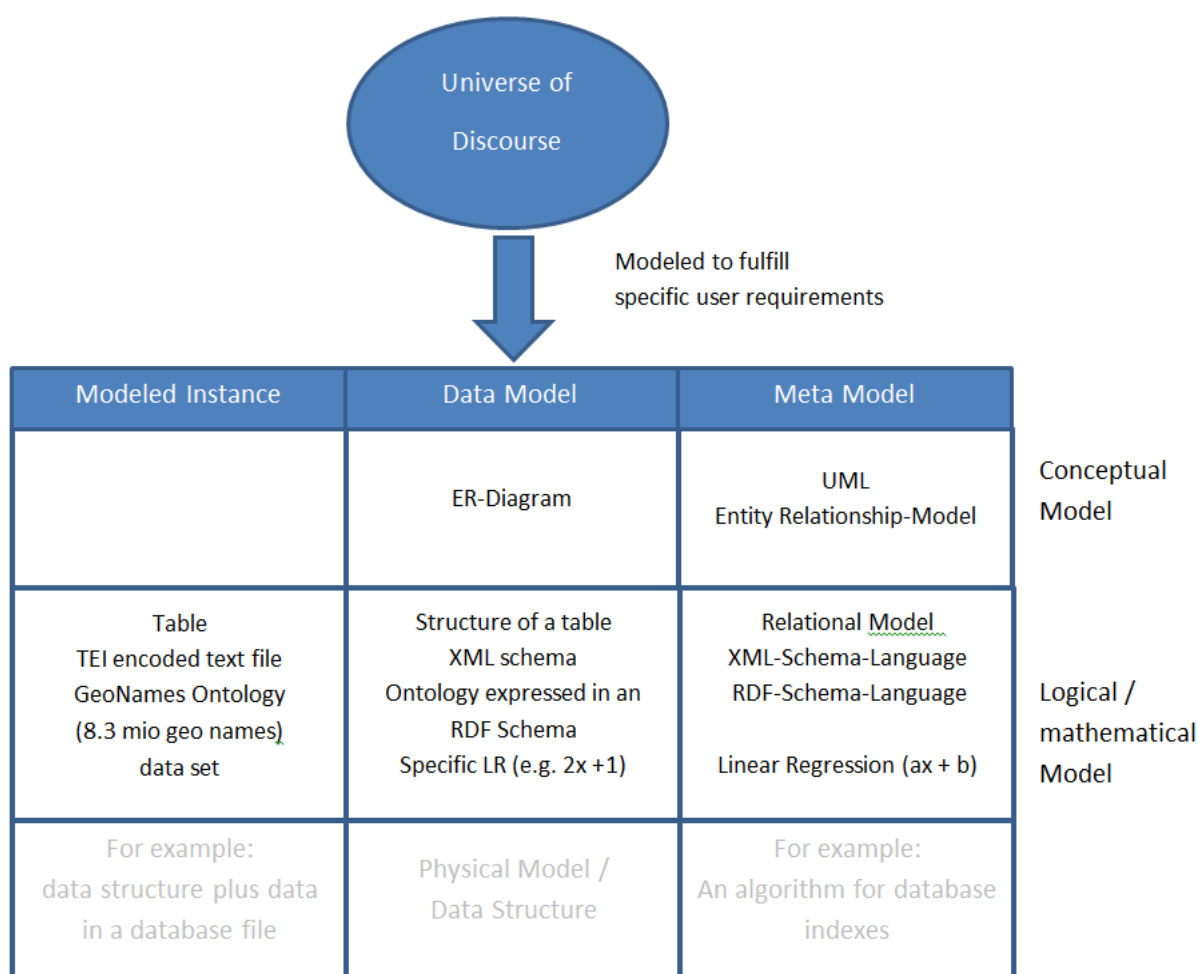 Universe of
Discourse
Modeled to fulfill
specific user requirements
Modeled Instance
Data Model
Meta Model
ER-Diagram
UML
Entity Relationship-Model
Conceptual
Model
Table
TEI encoded text file
GeoNames Ontology
(8.3 mio geo names)
data set
Structure of a table
XML schema
Ontology expressed in an
RDF Schema
Specific LR (e.g. 2x +1)
Relational Model
XML-Schema-Language
RDF-Schema-Language
Linear Regression (ax + b)
Logical /
mathematical
Model
For example:
data structure plus data
in a database file
Physical Model /
Data Structure
For example:
An algorithm for database
indexes